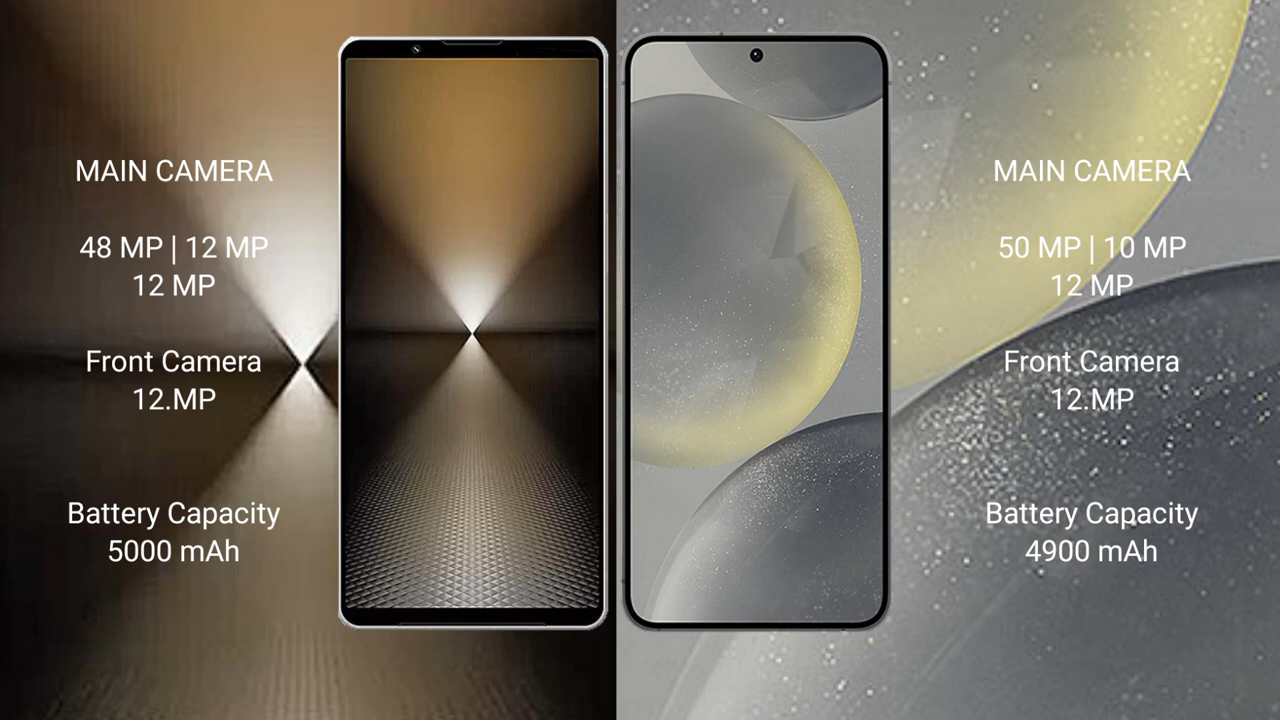 MAIN CAMERA
48 MP | 12 MP
12 MP
Front Camera
12.MP
Battery Capacity
5000 mAh
MAIN CAMERA
50 MP | 10 MP
12 MP
Front Camera
12.MP
Battery Capacity
4900 mAh